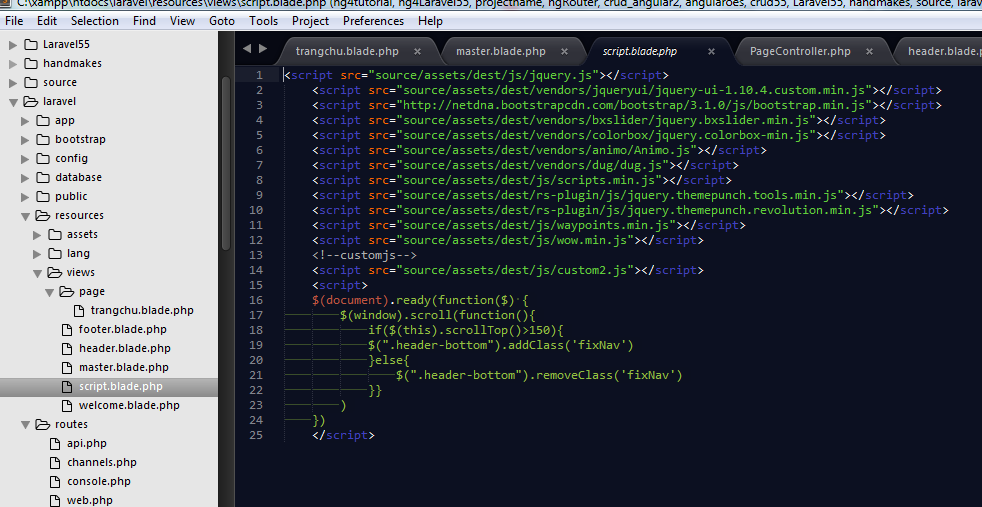 C:\xampp\htdocs\laravel\resources\views\script.blade.php (ng4tutorial, ng4Laravel55, projectname, ngRouter, crud_angular2, angularoes, crud55, Laravel55, handmakes, source, larav
File Edit Selection Find View Goto Tools Project Preferences Help
Laravel55
handmakes
source
laravel
app
bootstrap
config
database
public
resources
assets
lang
views
page
trangchu.blade.php
footer.blade.php
header.blade.php
master.blade.php
script.blade.php
welcome.blade.php
routes
api.php
channels.php
console.php
web.php
trangchu.blade.php × master.blade.php × script.blade.php × PageController.php × header.blade.p
1 <script src="source/assets/dest/js/jquery.js"></script>
2 <script src="source/assets/dest/vendors/jqueryui/jquery-ui-1.10.4.custom.min.js"></script>
3 <script src="http://netdna.bootstrapcdn.com/bootstrap/3.1.0/js/bootstrap.min.js"></script>
4 <script src="source/assets/dest/vendors/bxslider/jquery.bxslider.min.js"></script>
5 <script src="source/assets/dest/vendors/colorbox/jquery.colorbox-min.js"></script>
6 <script src="source/assets/dest/vendors/animo/Animo.js"></script>
7 <script src="source/assets/dest/vendors/dug/dug.js"></script>
8 <script src="source/assets/dest/js/scripts.min.js"></script>
9 <script src="source/assets/dest/rs-plugin/js/jquery.themepunch.tools.min.js"></script>
10 <script src="source/assets/dest/rs-plugin/js/jquery.themepunch.revolution.min.js"></script>
11 <script src="source/assets/dest/js/waypoints.min.js"></script>
12 <script src="source/assets/dest/js/wow.min.js"></script>
13 <!--customjs-->
14 <script src="source/assets/dest/js/custom2.js"></script>
15 <script>
16 $(document).ready(function($) {
17 $(window).scroll(function(){
18 if($(this).scrollTop()>150){
19 $(".header-bottom").addClass('fixNav')
20 }else{
21 $(".header-bottom").removeClass('fixNav')
22 }}
23 )
24 })
25 </script>